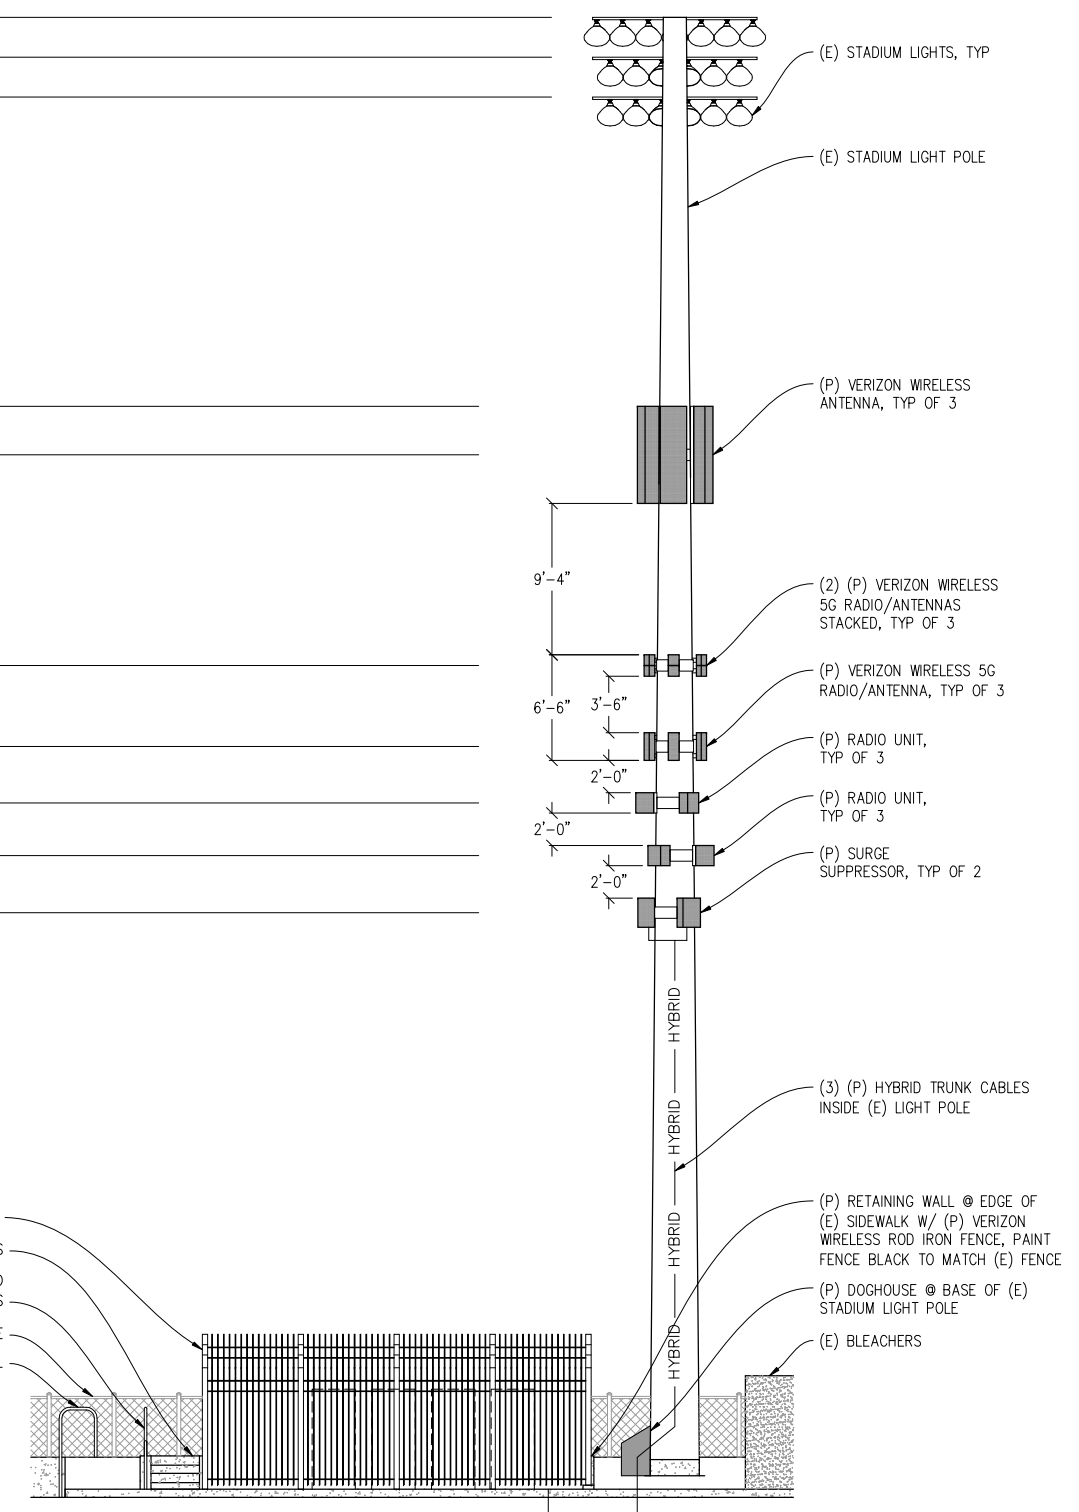 (E) STADIUM LIGHTS, TYP
(E) STADIUM LIGHT POLE
(P) VERIZON WIRELESS
ANTENNA, TYP OF 3
9'-4"
(2) (P) VERIZON WIRELESS
5G RADIO/ANTENNAS
STACKED, TYP OF 3
6'-6"
3'-6"
(P) VERIZON WIRELESS 5G
RADIO/ANTENNA, TYP OF 3
2'-0"
(P) RADIO UNIT,
TYP OF 3
2'-0"
(P) RADIO UNIT,
TYP OF 3
2'-0"
(P) SURGE
SUPPRESSOR, TYP OF 2
HYBRID
HYBRID
HYBRID
HYBRID
(3) (P) HYBRID TRUNK CABLES
INSIDE (E) LIGHT POLE
(P) RETAINING WALL @ EDGE OF
(E) SIDEWALK W/ (P) VERIZON
WIRELESS ROD IRON FENCE, PAINT
FENCE BLACK TO MATCH (E) FENCE
(P) DOGHOUSE @ BASE OF (E)
STADIUM LIGHT POLE
(E) BLEACHERS